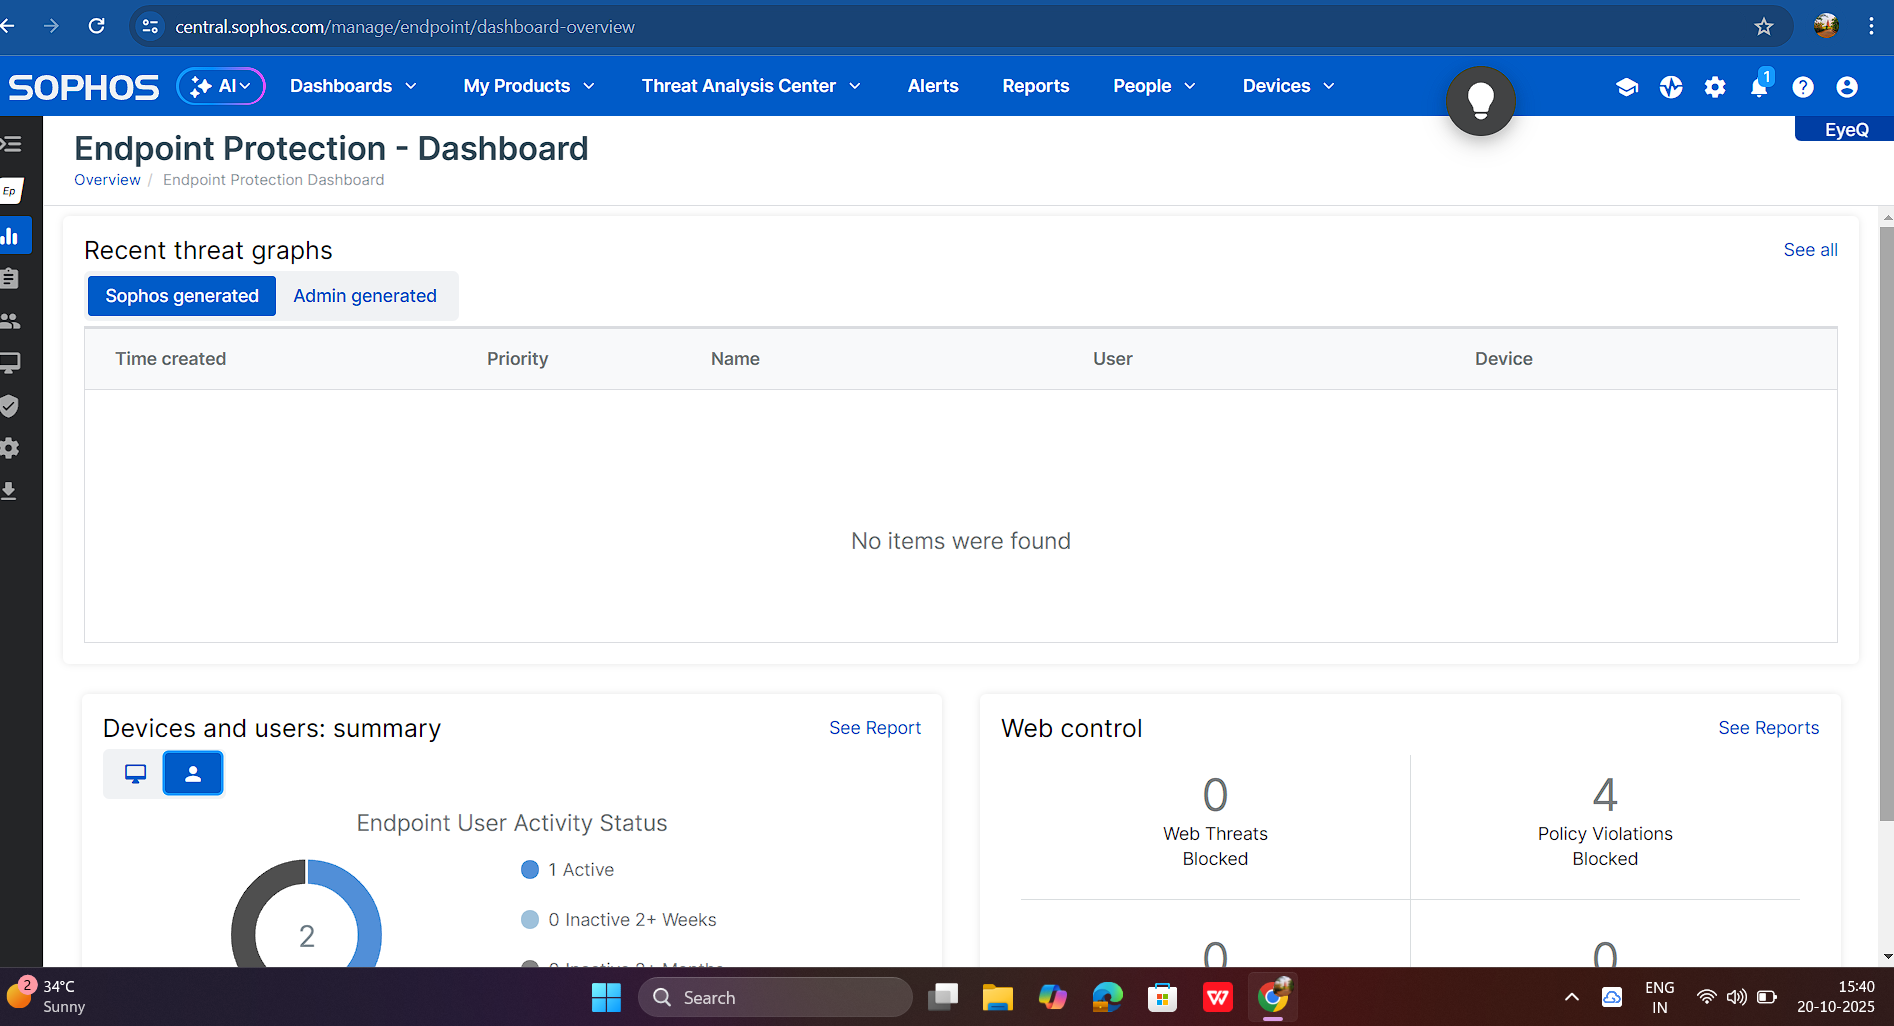 central.sophos.com/manage/endpoint/dashboard-overview
SOPHOS
AI
Dashboards
My Products
Threat Analysis Center
Alerts
Reports
People
Devices
1
EyeQ
Endpoint Protection - Dashboard
Overview / Endpoint Protection Dashboard
Ep
Recent threat graphs
See all
Sophos generated
Admin generated
Time created
Priority
Name
User
Device
No items were found
Devices and users: summary
See Report
Endpoint User Activity Status
2
1 Active
0 Inactive 2+ Weeks
0 Inactive 2+ Months
Web control
See Reports
0
Web Threats
Blocked
4
Policy Violations
Blocked
0
0
2
34°C
Sunny
Search
ENG
IN
15:40
20-10-2025